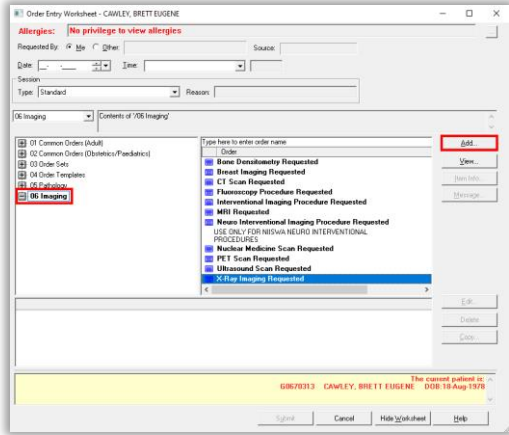 Order Entry Worksheet - CAWLEY, BRETT EUGENE
Allergies: No privilege to view allergies
Requested By: Me Other: Source:
Date: Time:
Session
Type: Standard Reason:
06 Imaging Contents of '/06 Imaging'
01 Common Orders (Adult)
02 Common Orders (Obstetrics/Paediatrics)
03 Order Sets
04 Order Templates
05 Pathology
06 Imaging
Type here to enter order name
Order
Bone Densitometry Requested
Breast Imaging Requested
CT Scan Requested
Fluoroscopy Procedure Requested
Interventional Imaging Procedure Requested
MRI Requested
Neuro Interventional Imaging Procedure Requested
USE ONLY FOR NIISWA NEURO INTERVENTIONAL
PROCEDURES
Nuclear Medicine Scan Requested
PET Scan Requested
Ultrasound Scan Requested
X-Ray Imaging Requested
Add...
View...
Item Info...
Message...
Edit...
Delete
Copy...
The current patient is:
G0670313 CAWLEY, BRETT EUGENE DOB:10-Aug-1978
Submit Cancel Hide Worksheet Help